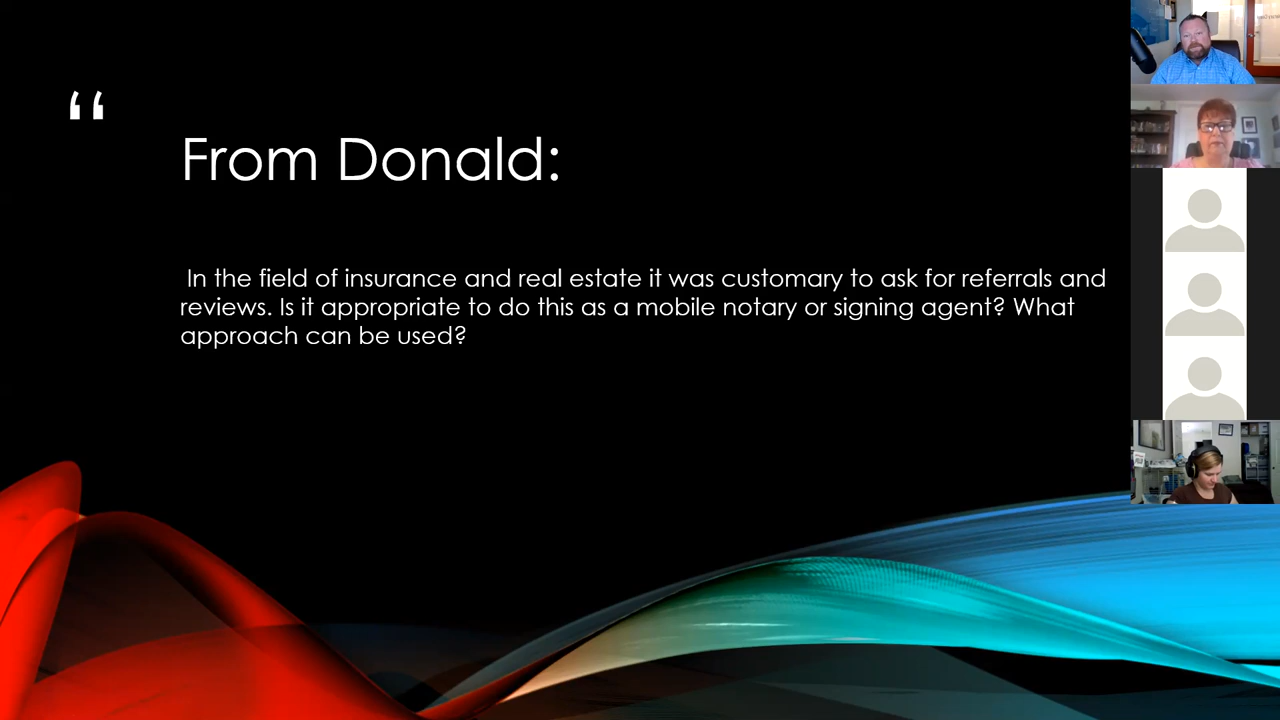 “
From Donald:
In the field of insurance and real estate it was customary to ask for referrals and
reviews. Is it appropriate to do this as a mobile notary or signing agent? What
approach can be used?